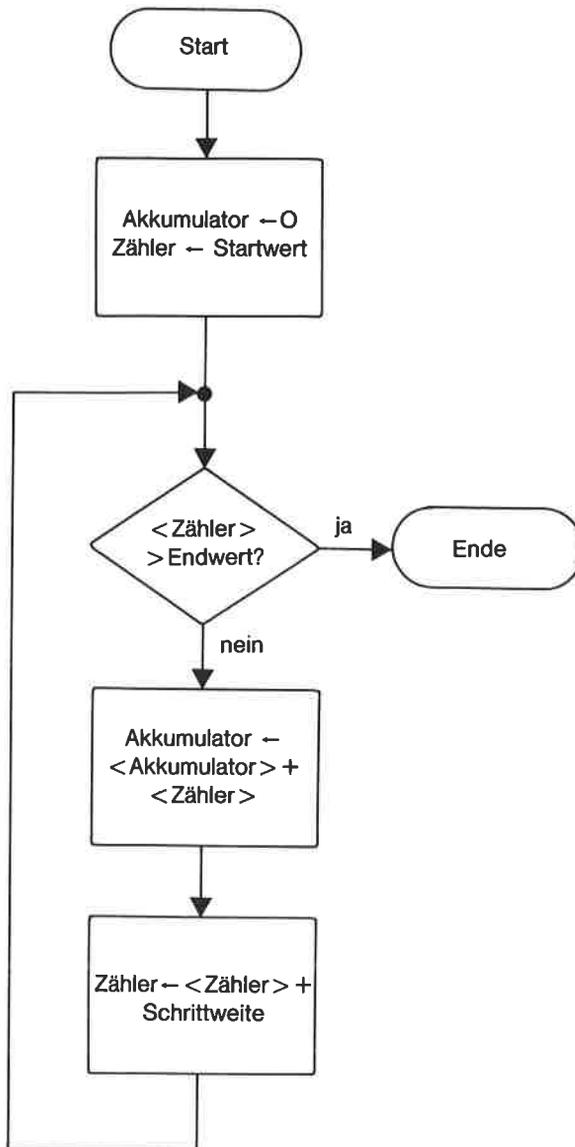 Start
Akkumulator ←O
Zähler ← Startwert
<Zähler>
>Endwert?
ja
Ende
nein
Akkumulator ←
<Akkumulator> +
<Zähler>
Zähler ← <Zähler> +
Schrittweite